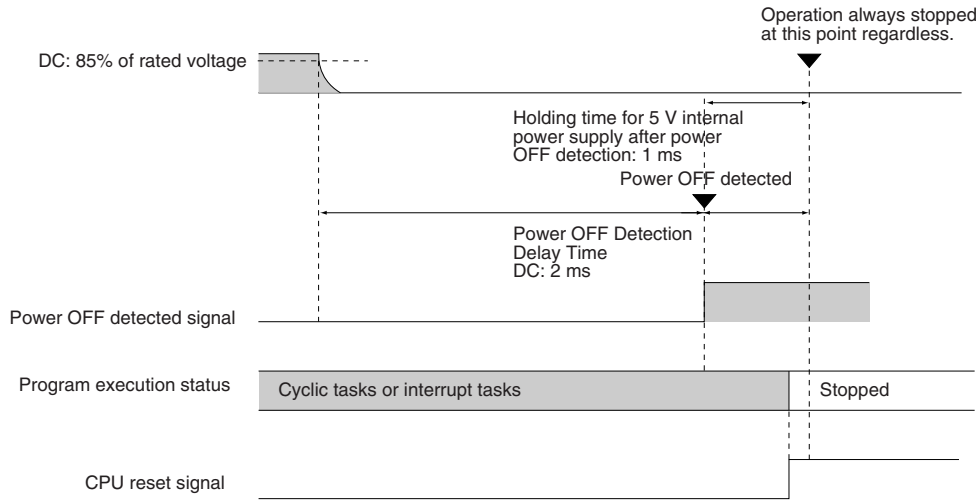 Operation always stopped
at this point regardless.
DC: 85% of rated voltage
Holding time for 5 V internal
power supply after power
OFF detection: 1 ms
Power OFF detected
Power OFF Detection
Delay Time
DC: 2 ms
Power OFF detected signal
Program execution status
Cyclic tasks or interrupt tasks
Stopped
CPU reset signal